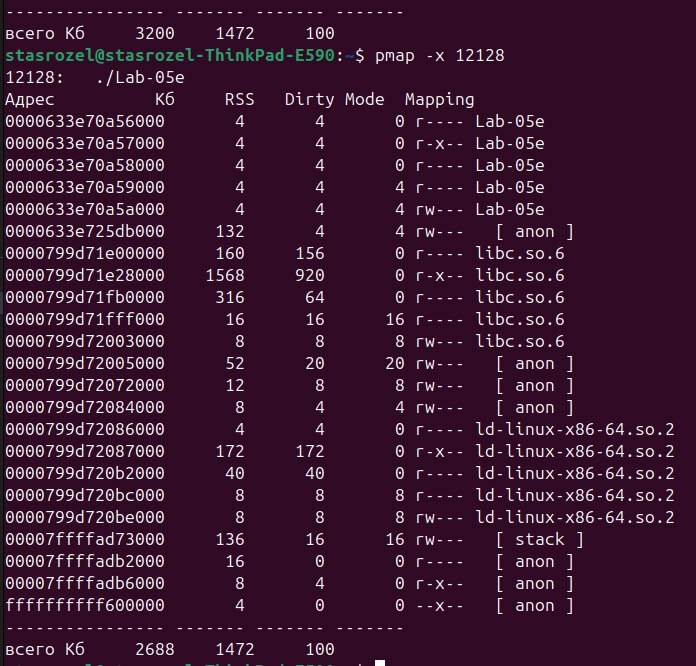 --------------- ------- ------- -------
всего Кб 3200 1472 100
stasrozel@stasrozel-ThinkPad-E590:~$ pmap -x 12128
12128: ./Lab-05e
Адрес Кб RSS Dirty Mode Mapping
0000633e70a56000 4 4 0 r---- Lab-05e
0000633e70a57000 4 4 0 r-x-- Lab-05e
0000633e70a58000 4 4 0 r---- Lab-05e
0000633e70a59000 4 4 4 r---- Lab-05e
0000633e70a5a000 4 4 4 rw--- Lab-05e
0000633e725db000 132 4 4 rw--- [ anon ]
0000799d71e00000 160 156 0 r---- libc.so.6
0000799d71e28000 1568 920 0 r-x-- libc.so.6
0000799d71fb0000 316 64 0 r---- libc.so.6
0000799d71fff000 16 16 16 r---- libc.so.6
0000799d72003000 8 8 8 rw--- libc.so.6
0000799d72005000 52 20 20 rw--- [ anon ]
0000799d72072000 12 8 8 rw--- [ anon ]
0000799d72084000 8 4 4 rw--- [ anon ]
0000799d72086000 4 4 0 r---- ld-linux-x86-64.so.2
0000799d72087000 172 172 0 r-x-- ld-linux-x86-64.so.2
0000799d720b2000 40 40 0 r---- ld-linux-x86-64.so.2
0000799d720bc000 8 8 8 r---- ld-linux-x86-64.so.2
0000799d720be000 8 8 8 rw--- ld-linux-x86-64.so.2
00007ffffad73000 136 16 16 rw--- [ stack ]
00007ffffadb2000 16 0 0 r---- [ anon ]
00007ffffadb6000 8 4 0 r-x-- [ anon ]
ffffffffff600000 4 0 0 --x-- [ anon ]
---------------- ------- ------- -------
всего Кб 2688 1472 100